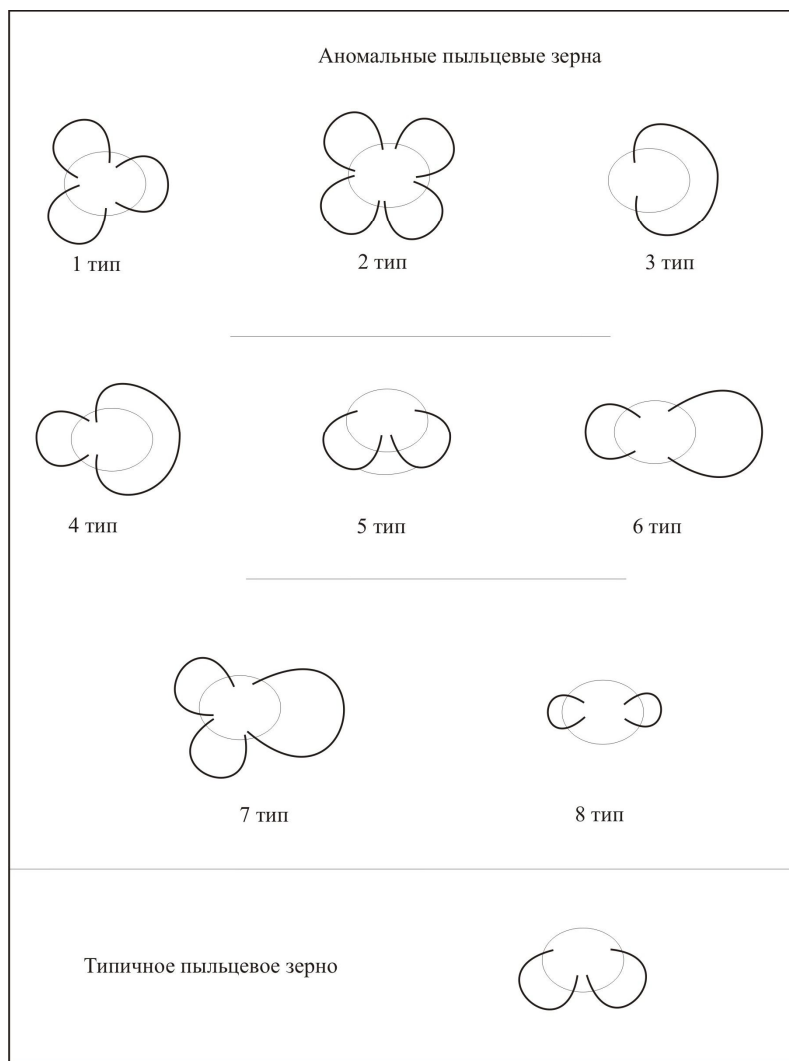 Аномальные пыльцевые зерна
1 тип
2 тип
3 тип
4 тип
5 тип
6 тип
7 тип
8 тип
Типичное пыльцевое зерно